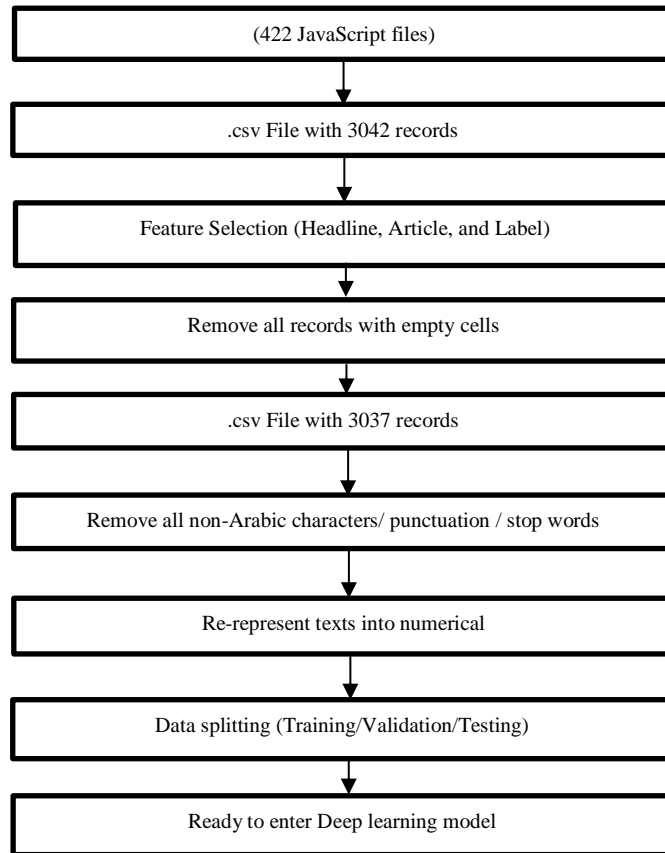 (422 JavaScript files)
.csv File with 3042 records
Feature Selection (Headline, Article, and Label)
Remove all records with empty cells
.csv File with 3037 records
Remove all non-Arabic characters/ punctuation / stop words
Re-represent texts into numerical
Data splitting (Training/Validation/Testing)
Ready to enter Deep learning model